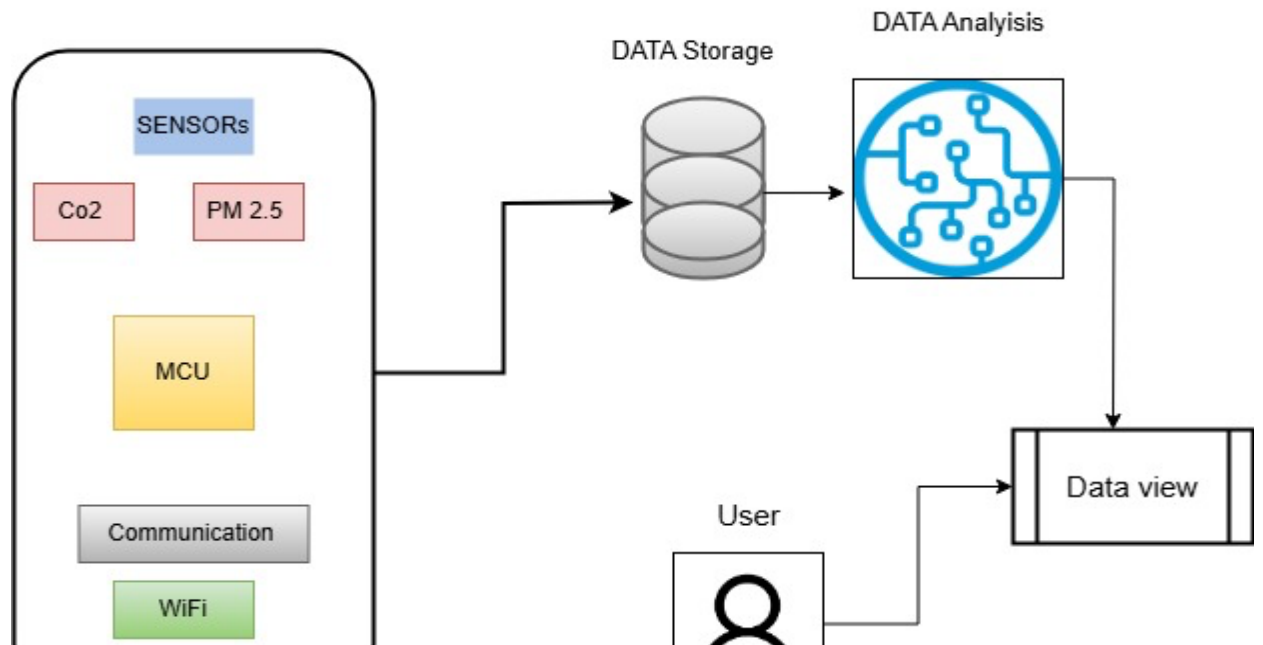 DATA Analyisis
DATA Storage
SENSORs
Co2
PM 2.5
MCU
Data view
User
Communication
WiFi